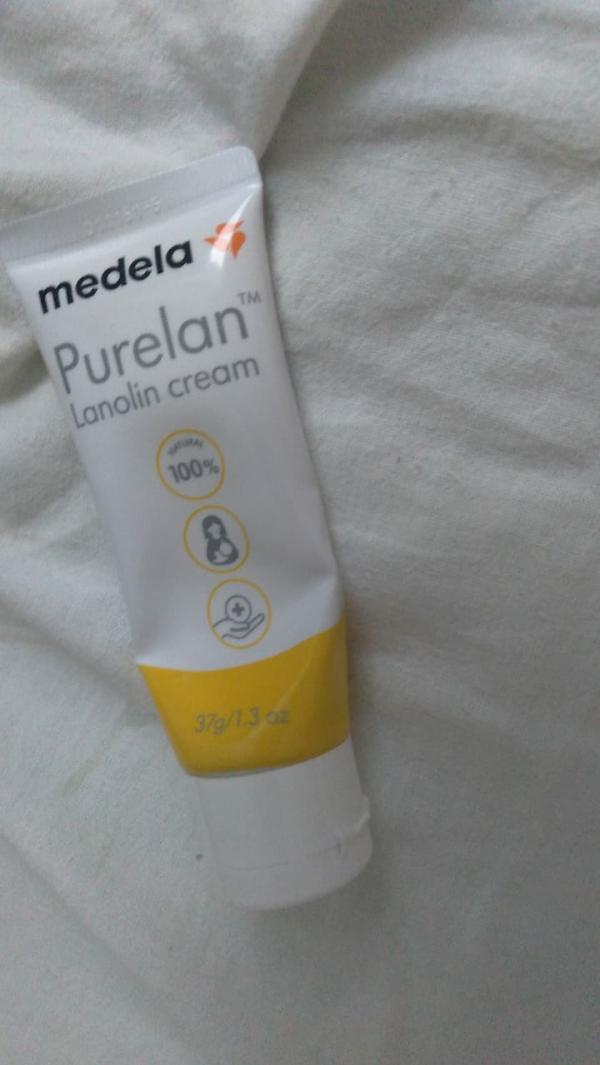 medela
Purelan™
Lanolin cream
NATURAL
100%
37g/1.3 oz